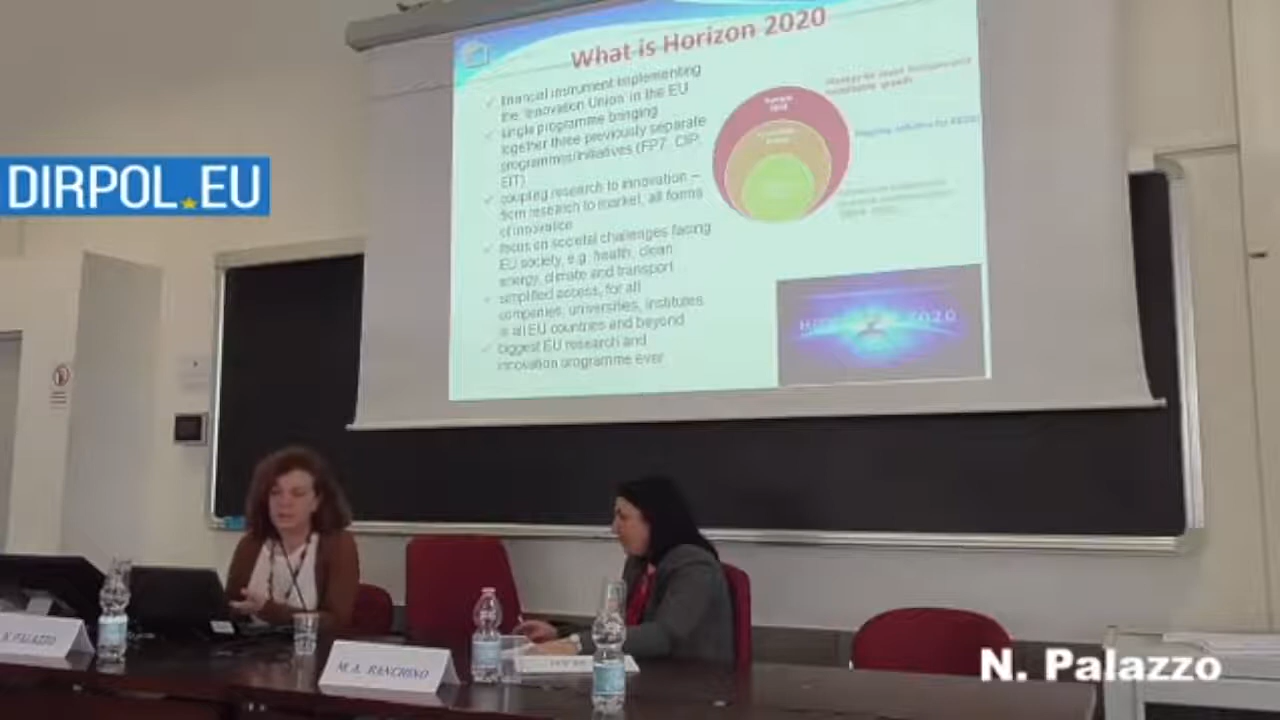 What is Horizon 2020
financial instrument implementing
the 'Innovation Union' in the EU
single programme bringing
together three previously separate
programmes/initiatives (FP7, CIP,
EIT)
coupling research to innovation –
from research to market, all forms
of innovation
focus on societal challenges facing
EU society, e.g. health, clean
energy, climate and transport
simplified access, for all
companies, universities, institutes
in all EU countries and beyond
biggest EU research and
innovation programme ever
2020
DIRPOL.EU
N. PALAZZO
M. A. RANCHINO
N. Palazzo